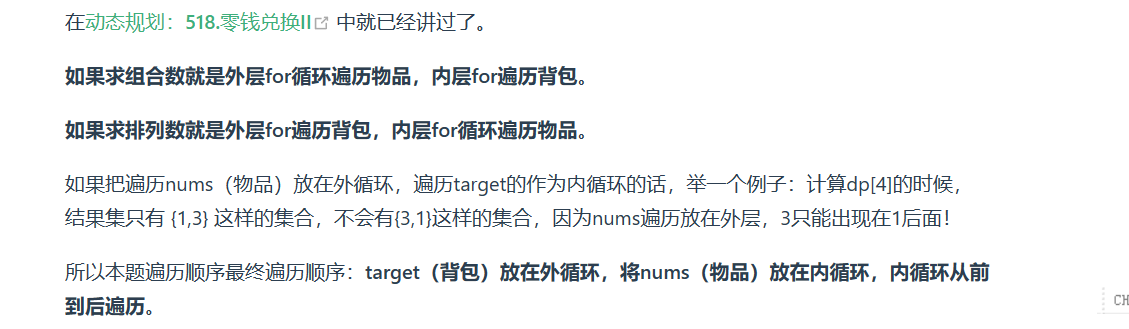 在动态规划：518.零钱兑换II 中就已经讲过了。
如果求组合数就是外层for循环遍历物品，内层for遍历背包。
如果求排列数就是外层for遍历背包，内层for循环遍历物品。
如果把遍历nums（物品）放在外循环，遍历target的作为内循环的话，举一个例子：计算dp[4]的时候，
结果集只有 {1,3} 这样的集合，不会有{3,1}这样的集合，因为nums遍历放在外层，3只能出现在1后面！
所以本题遍历顺序最终遍历顺序：target（背包）放在外循环，将nums（物品）放在内循环，内循环从前
到后遍历。
CH